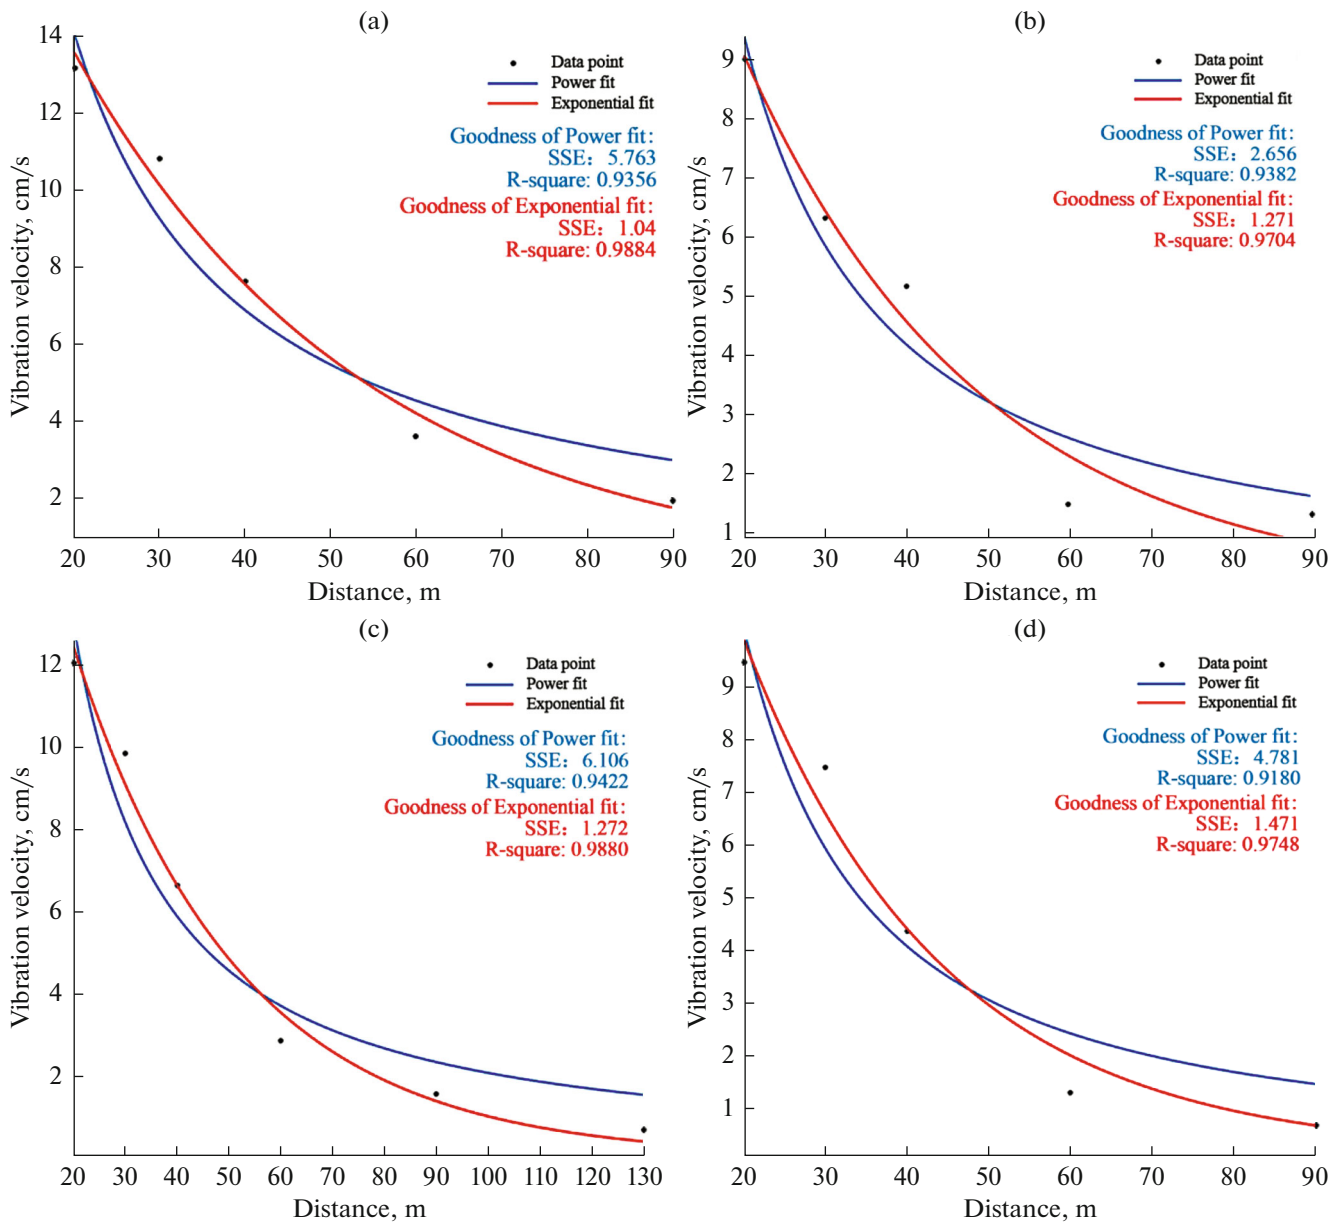 (a)
14
12
10
8
6
4
2
20 30 40 50 60 70 80 90
Vibration velocity, cm/s
Distance, m
Data point
Power fit
Exponential fit
Goodness of Power fit:
SSE: 5.763
R-square: 0.9356
Goodness of Exponential fit:
SSE: 1.04
R-square: 0.9884
(b)
9
8
7
6
5
4
3
2
1
20 30 40 50 60 70 80 90
Vibration velocity, cm/s
Distance, m
Data point
Power fit
Exponential fit
Goodness of Power fit:
SSE: 2.656
R-square: 0.9382
Goodness of Exponential fit:
SSE: 1.271
R-square: 0.9704
(c)
12
10
8
6
4
2
20 30 40 50 60 70 80 90 100 110 120 130
Vibration velocity, cm/s
Distance, m
Data point
Power fit
Exponential fit
Goodness of Power fit:
SSE: 6.106
R-square: 0.9422
Goodness of Exponential fit:
SSE: 1.272
R-square: 0.9880
(d)
9
8
7
6
5
4
3
2
1
20 30 40 50 60 70 80 90
Vibration velocity, cm/s
Distance, m
Data point
Power fit
Exponential fit
Goodness of Power fit:
SSE: 4.781
R-square: 0.9180
Goodness of Exponential fit:
SSE: 1.471
R-square: 0.9748